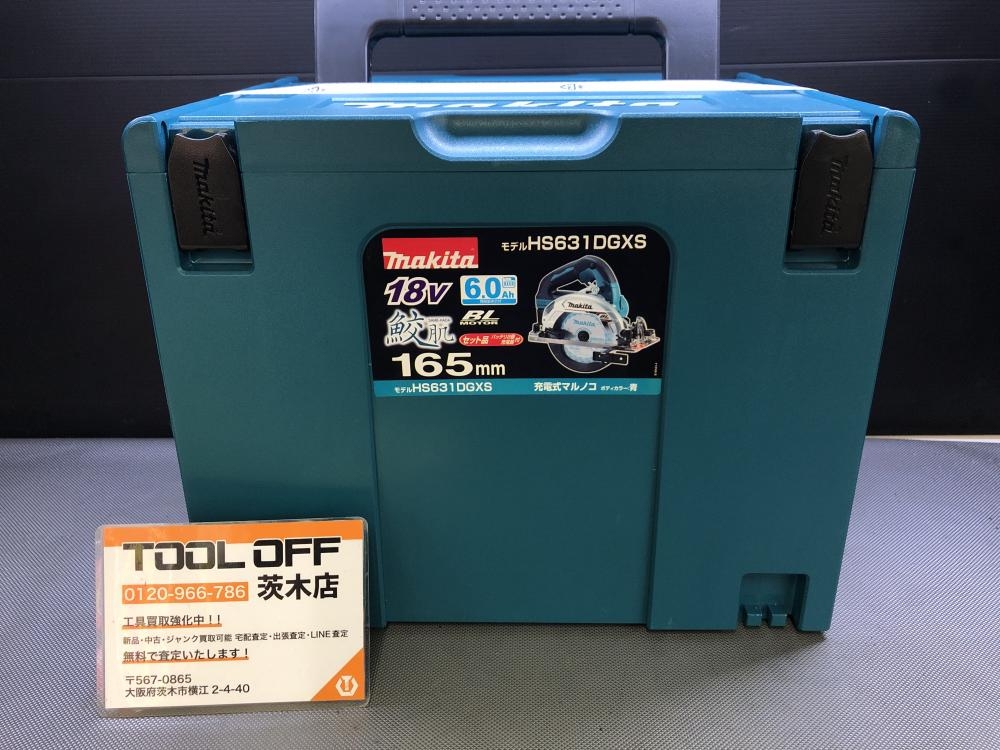 makita
makita
makita
makita
モデルHS631DGXS
18V
6.0Ah
鮫肌
BL
MOTOR
セット品
165mm
makita
makita
モデルHS631DGXS
充電式マルノコ ボディカラー:青
TOOL OFF
0120-966-786 茨木店
工具買取強化中!!
新品・中古・ジャンク買取可能 宅配査定・出張査定・LINE査定
無料で査定いたします!
〒567-0865
大阪府茨木市横江 2-4-40